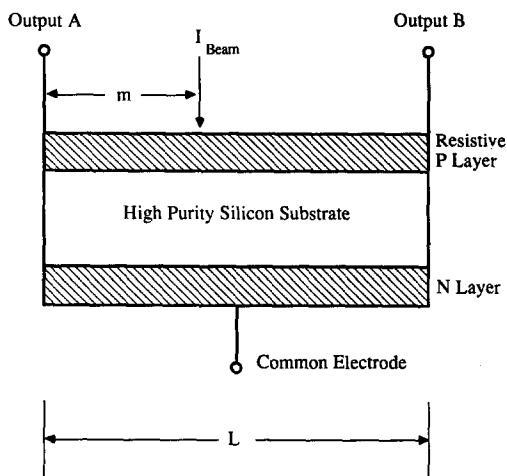 Output A
Output B
I
Beam
m
Resistive
P Layer
High Purity Silicon Substrate
N Layer
Common Electrode
L